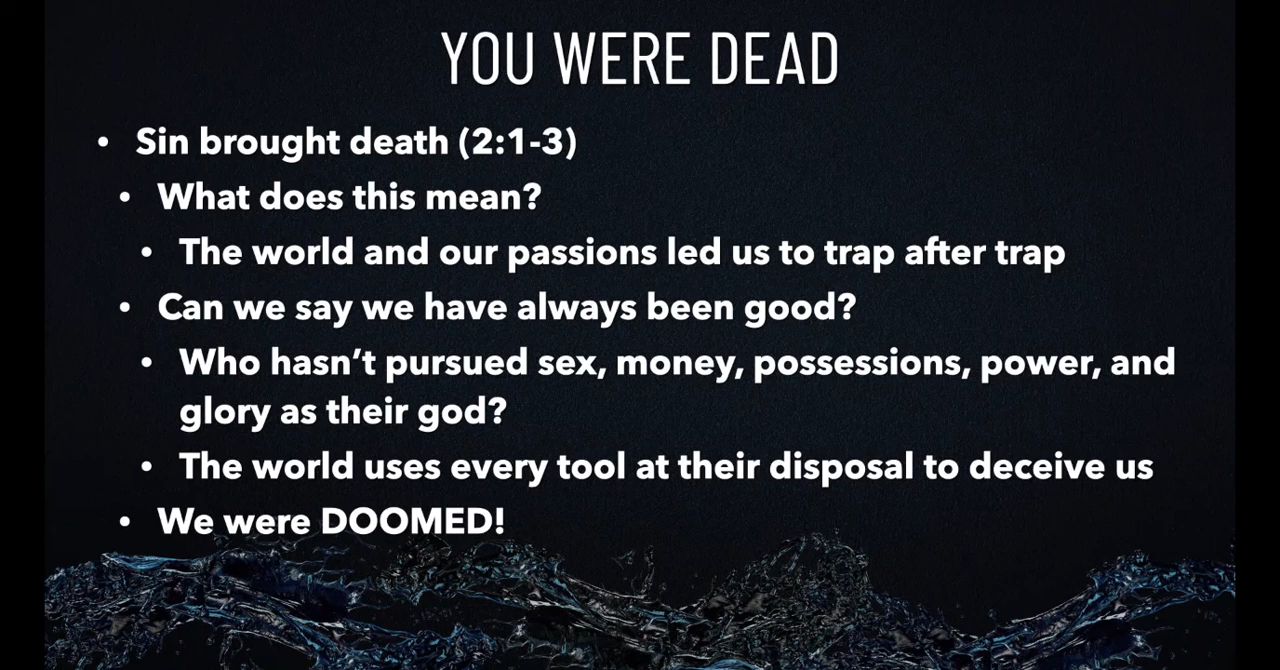 YOU WERE DEAD
• Sin brought death (2:1-3)
• What does this mean?
• The world and our passions led us to trap after trap
• Can we say we have always been good?
• Who hasn’t pursued sex, money, possessions, power, and
glory as their god?
• The world uses every tool at their disposal to deceive us
• We were DOOMED!